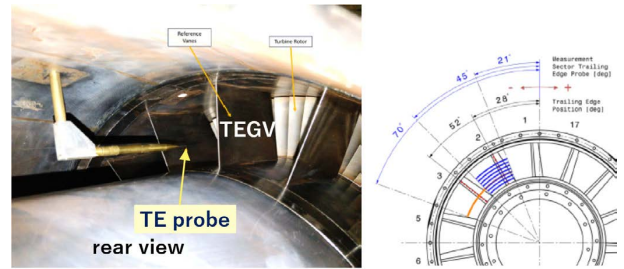 Reference
Vanes
Turbine Rotor
TEGV
TE probe
rear view
21°
45°
70°
28°
52°
Measurement
Sector Trailing
Edge Probe [deg]
- +
Trailing Edge
Position [deg]
1
17
2
3
5
6